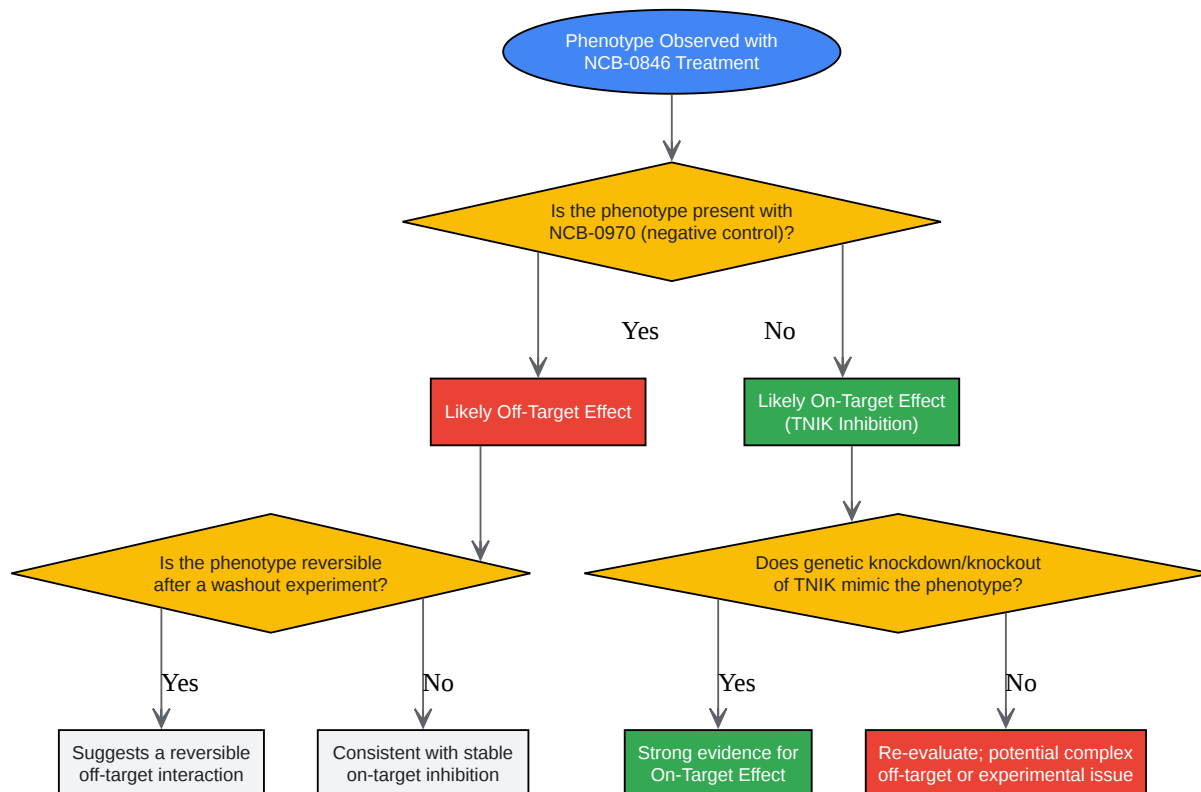 Phenotype Observed with
NCB-0846 Treatment
Is the phenotype present with
NCB-0970 (negative control)?
Yes
No
Likely Off-Target Effect
Likely On-Target Effect
(TNIK Inhibition)
Is the phenotype reversible
after a washout experiment?
Does genetic knockdown/knockout
of TNIK mimic the phenotype?
Yes
No
Yes
No
Suggests a reversible
off-target interaction
Consistent with stable
on-target inhibition
Strong evidence for
On-Target Effect
Re-evaluate; potential complex
off-target or experimental issue